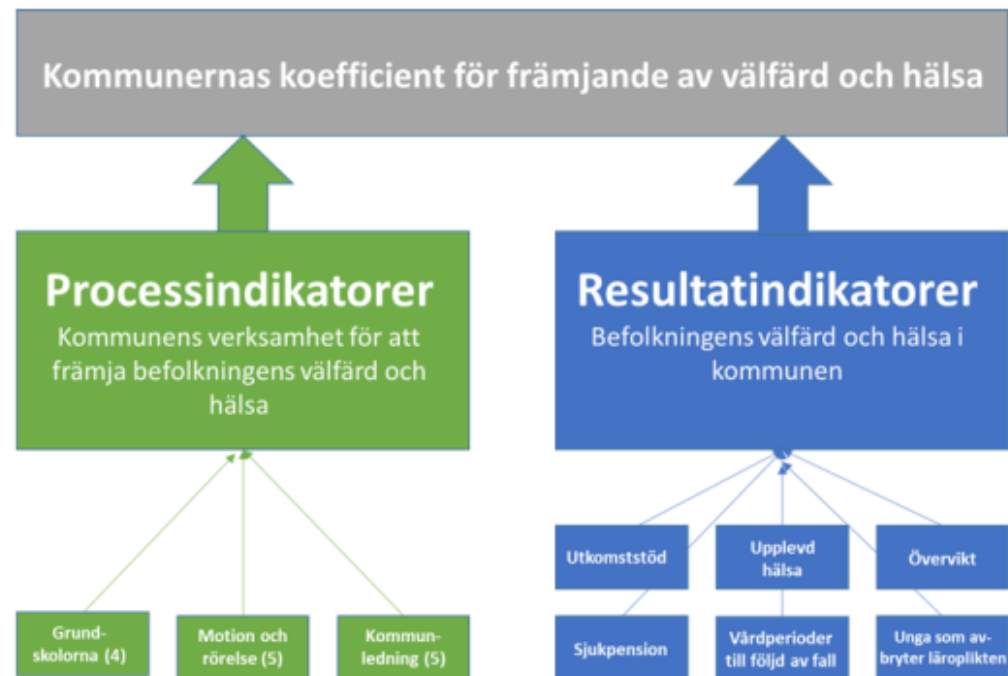 Kommunernas koefficient för främjande av välfärd och hälsa
Processindikatorer
Kommunens verksamhet för att
främja befolkningens välfärd och
hälsa
Resultatindikatorer
Befolkningens välfärd och hälsa i
kommunen
Utkomststöd
Upplevd
hälsa
Övervikt
Grund-
skolorna (4)
Motion och
rörelse (5)
Kommun-
ledning (5)
Sjukpension
Vårdperioder
till följd av fall
Unga som av-
bryter läroplikten